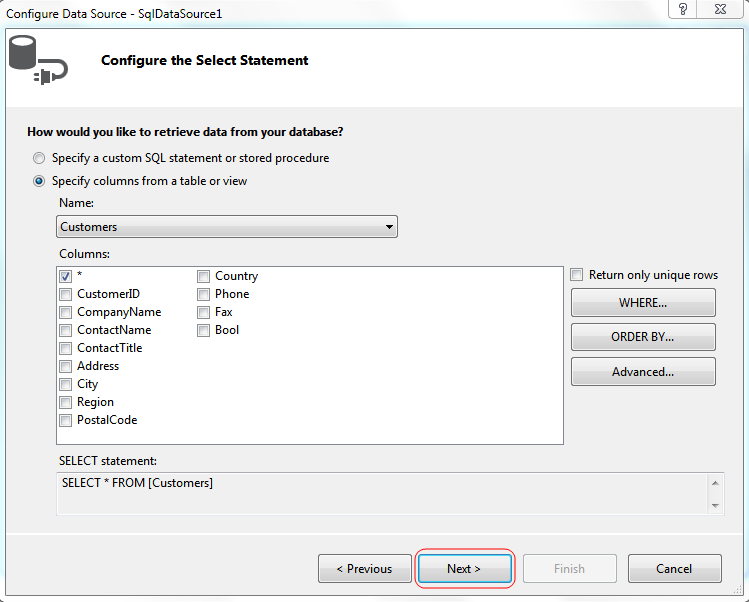 Configure Data Source - SqlDataSource1
?
Configure the Select Statement
How would you like to retrieve data from your database?
Specify a custom SQL statement or stored procedure
Specify columns from a table or view
Name:
Customers
Columns:
*
CustomerID
CompanyName
ContactName
ContactTitle
Address
City
Region
PostalCode
Country
Phone
Fax
Bool
Return only unique rows
WHERE...
ORDER BY...
Advanced...
SELECT statement:
SELECT * FROM [Customers]
< Previous
Next >
Finish
Cancel